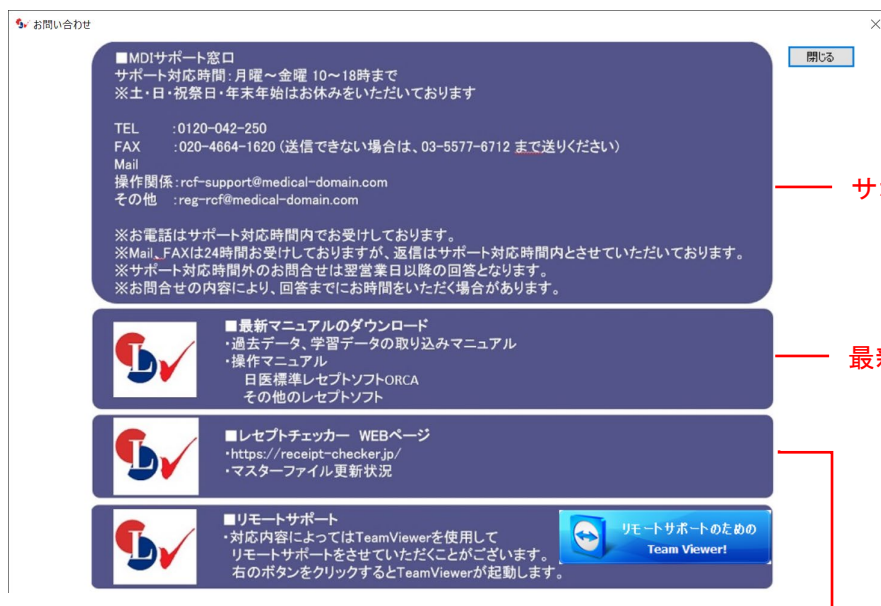 お問い合わせ
閉じる
■MDIサポート窓口
サポート対応時間:月曜～金曜 10～18時まで
※土・日・祝祭日・年末年始はお休みをいただいております
TEL :0120-042-250
FAX :020-4664-1620 (送信できない場合は、03-5577-6712 まで送りください)
Mail
操作関係:rcf-support@medical-domain.com
その他 :reg-rcf@medical-domain.com
※お電話はサポート対応時間内でお受けしております。
※Mail、FAXは24時間お受けしておりますが、返信はサポート対応時間内とさせていただいております。
※サポート対応時間外のお問合せは翌営業日以降の回答となります。
※お問合せの内容により、回答までにお時間をいただく場合があります。
サ
■最新マニュアルのダウンロード
・過去データ、学習データの取り込みマニュアル
・操作マニュアル
日医標準レセプトソフトORCA
その他のレセプトソフト
最
■レセプトチェッカー WEBページ
・https://receipt-checker.jp/
・マスターファイル更新状況
■リモートサポート
・対応内容によってはTeamViewerを使用して
リモートサポートをさせていただくことがございます。
右のボタンをクリックするとTeamViewerが起動します。
リモートサポートのための
Team Viewer!